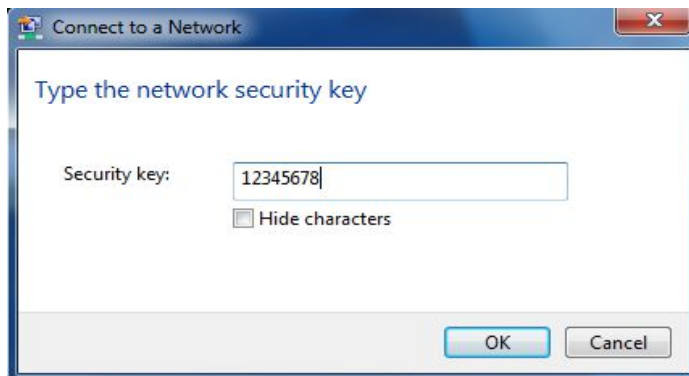 Connect to a Network
Type the network security key
Security key: 12345678
Hide characters
OK Cancel